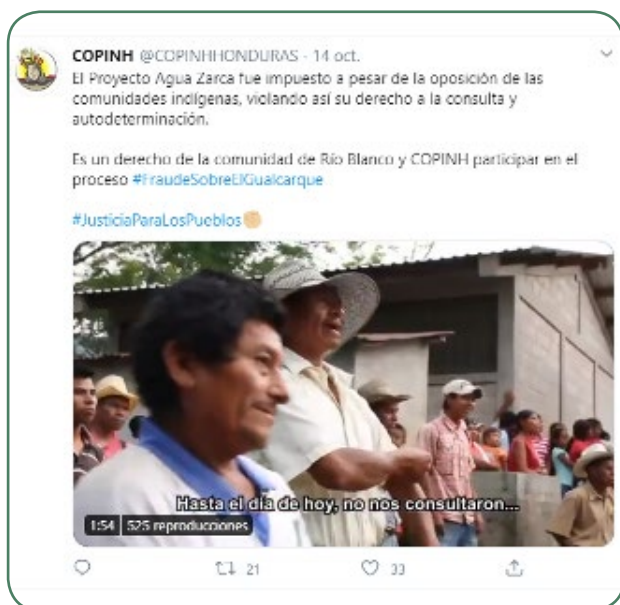 COPINH @COPINHHONDURAS · 14 oct.
El Proyecto Agua Zarca fue impuesto a pesar de la oposición de las
comunidades indígenas, violando así su derecho a la consulta y
autodeterminación.
Es un derecho de la comunidad de Río Blanco y COPINH participar en el
proceso #FraudeSobreElGualcarque
#JusticiaParaLosPueblos
Hasta el día de hoy, no nos consultaron...
1:54 525 reproducciones
21 33